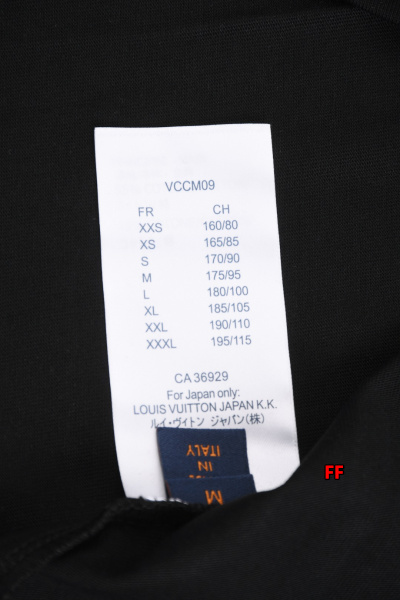 VCCM09
FR CH
XXS 160/80
XS 165/85
S 170/90
M 175/95
L 180/100
XL 185/105
XXL 190/110
XXXL 195/115
CA 36929
For Japan only:
LOUIS VUITTON JAPAN K.K.
ルイ・ヴィトン ジャパン(株)
IN
ITALY
M
FF